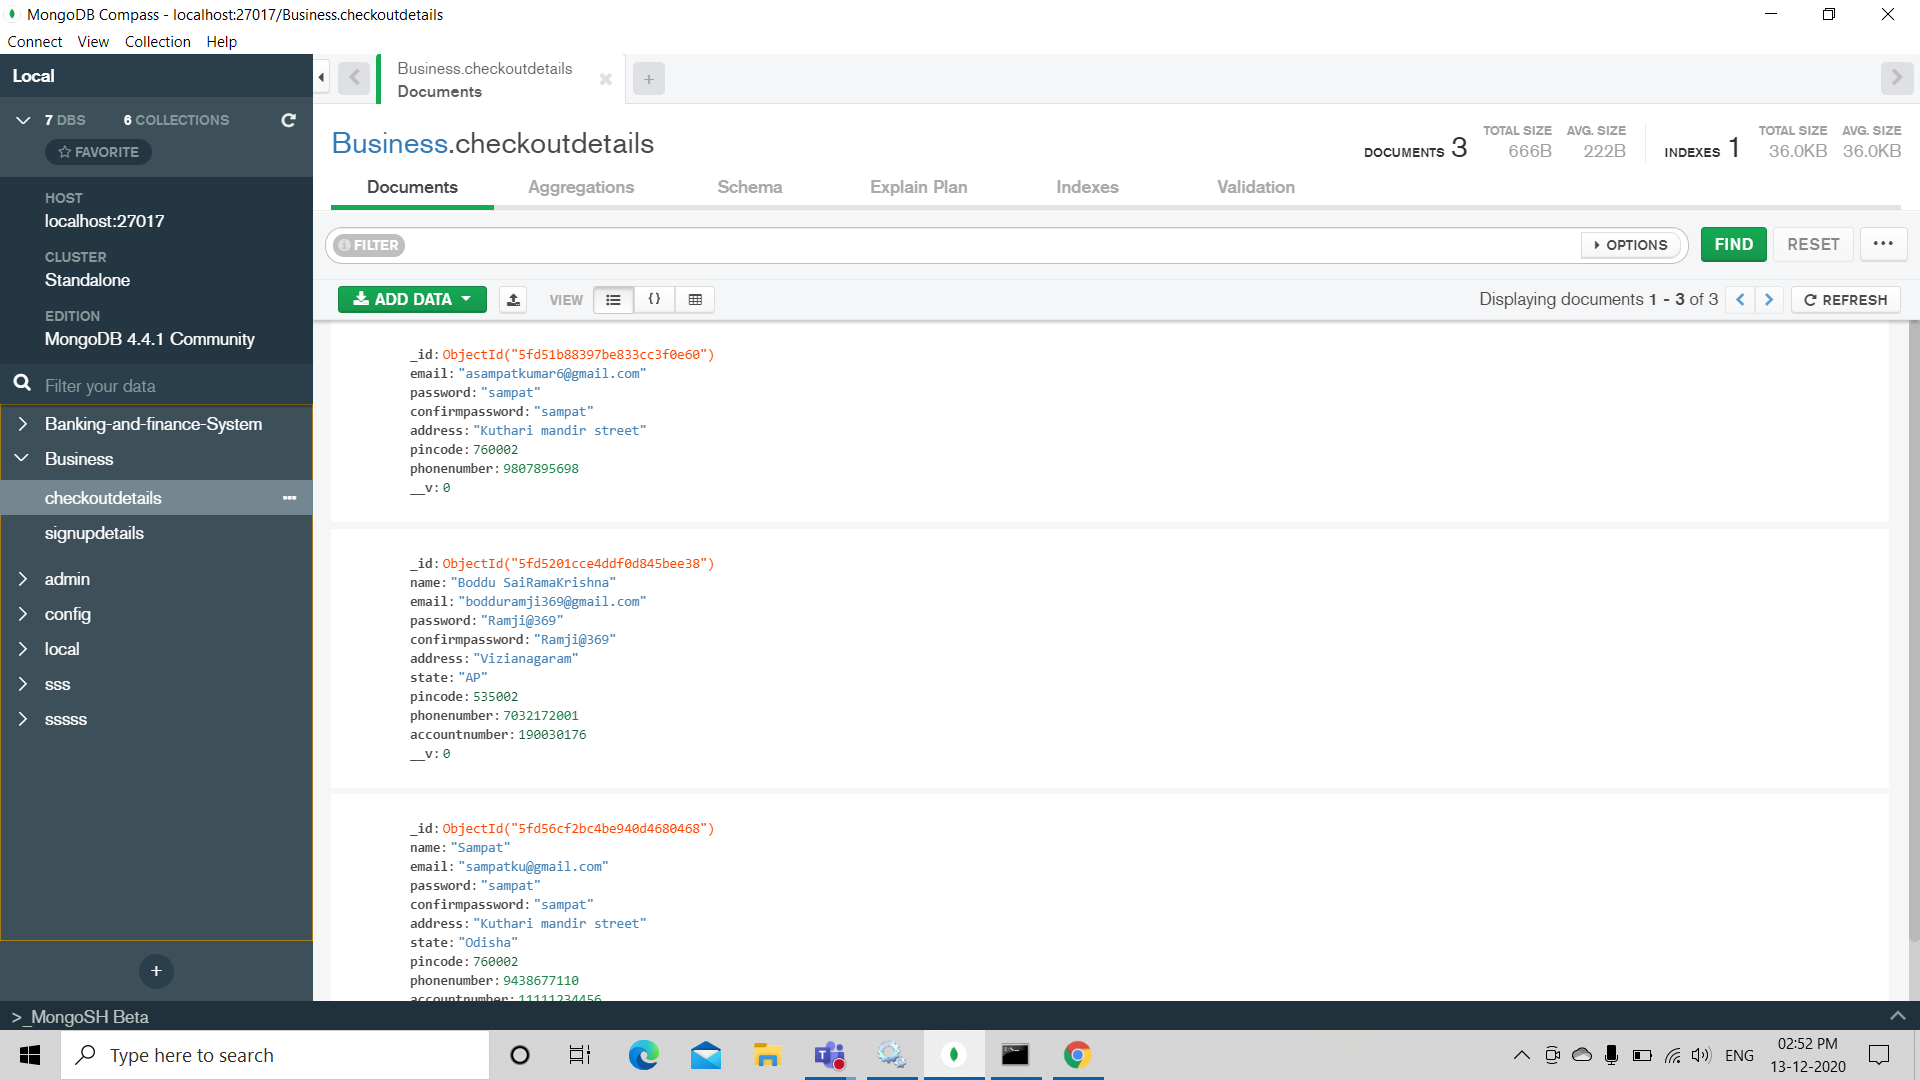 MongoDB Compass - localhost:27017/Business.checkoutdetails
Connect View Collection Help
Local
7 DBS 6 COLLECTIONS
FAVORITE
HOST
localhost:27017
CLUSTER
Standalone
EDITION
MongoDB 4.4.1 Community
Filter your data
Banking-and-finance-System
Business
checkoutdetails
signupdetails
admin
config
local
sss
sssss
>_MongoSH Beta
Business.checkoutdetails
Documents
Business.checkoutdetails
DOCUMENTS 3 TOTAL SIZE 666B AVG. SIZE 222B INDEXES 1 TOTAL SIZE 36.0KB AVG. SIZE 36.0KB
Documents Aggregations Schema Explain Plan Indexes Validation
FILTER OPTIONS FIND RESET
ADD DATA VIEW { } Displaying documents 1 - 3 of 3 REFRESH
_id: ObjectId("5fd51b88397be833cc3f0e60")
email: "asampatkumar6@gmail.com"
password: "sampat"
confirmpassword: "sampat"
address: "Kuthari mandir street"
pincode: 760002
phonenumber: 9807895698
__v: 0
_id: ObjectId("5fd5201cce4ddf0d845bee38")
name: "Boddu SaiRamaKrishna"
email: "bodduramji369@gmail.com"
password: "Ramji@369"
confirmpassword: "Ramji@369"
address: "Vizianagaram"
state: "AP"
pincode: 535002
phonenumber: 7032172001
accountnumber: 190030176
__v: 0
_id: ObjectId("5fd56cf2bc4be940d4680468")
name: "Sampat"
email: "sampatku@gmail.com"
password: "sampat"
confirmpassword: "sampat"
address: "Kuthari mandir street"
state: "Odisha"
pincode: 760002
phonenumber: 9438677110
accountnumber: 11111234456
Type here to search
ENG
02:52 PM
13-12-2020